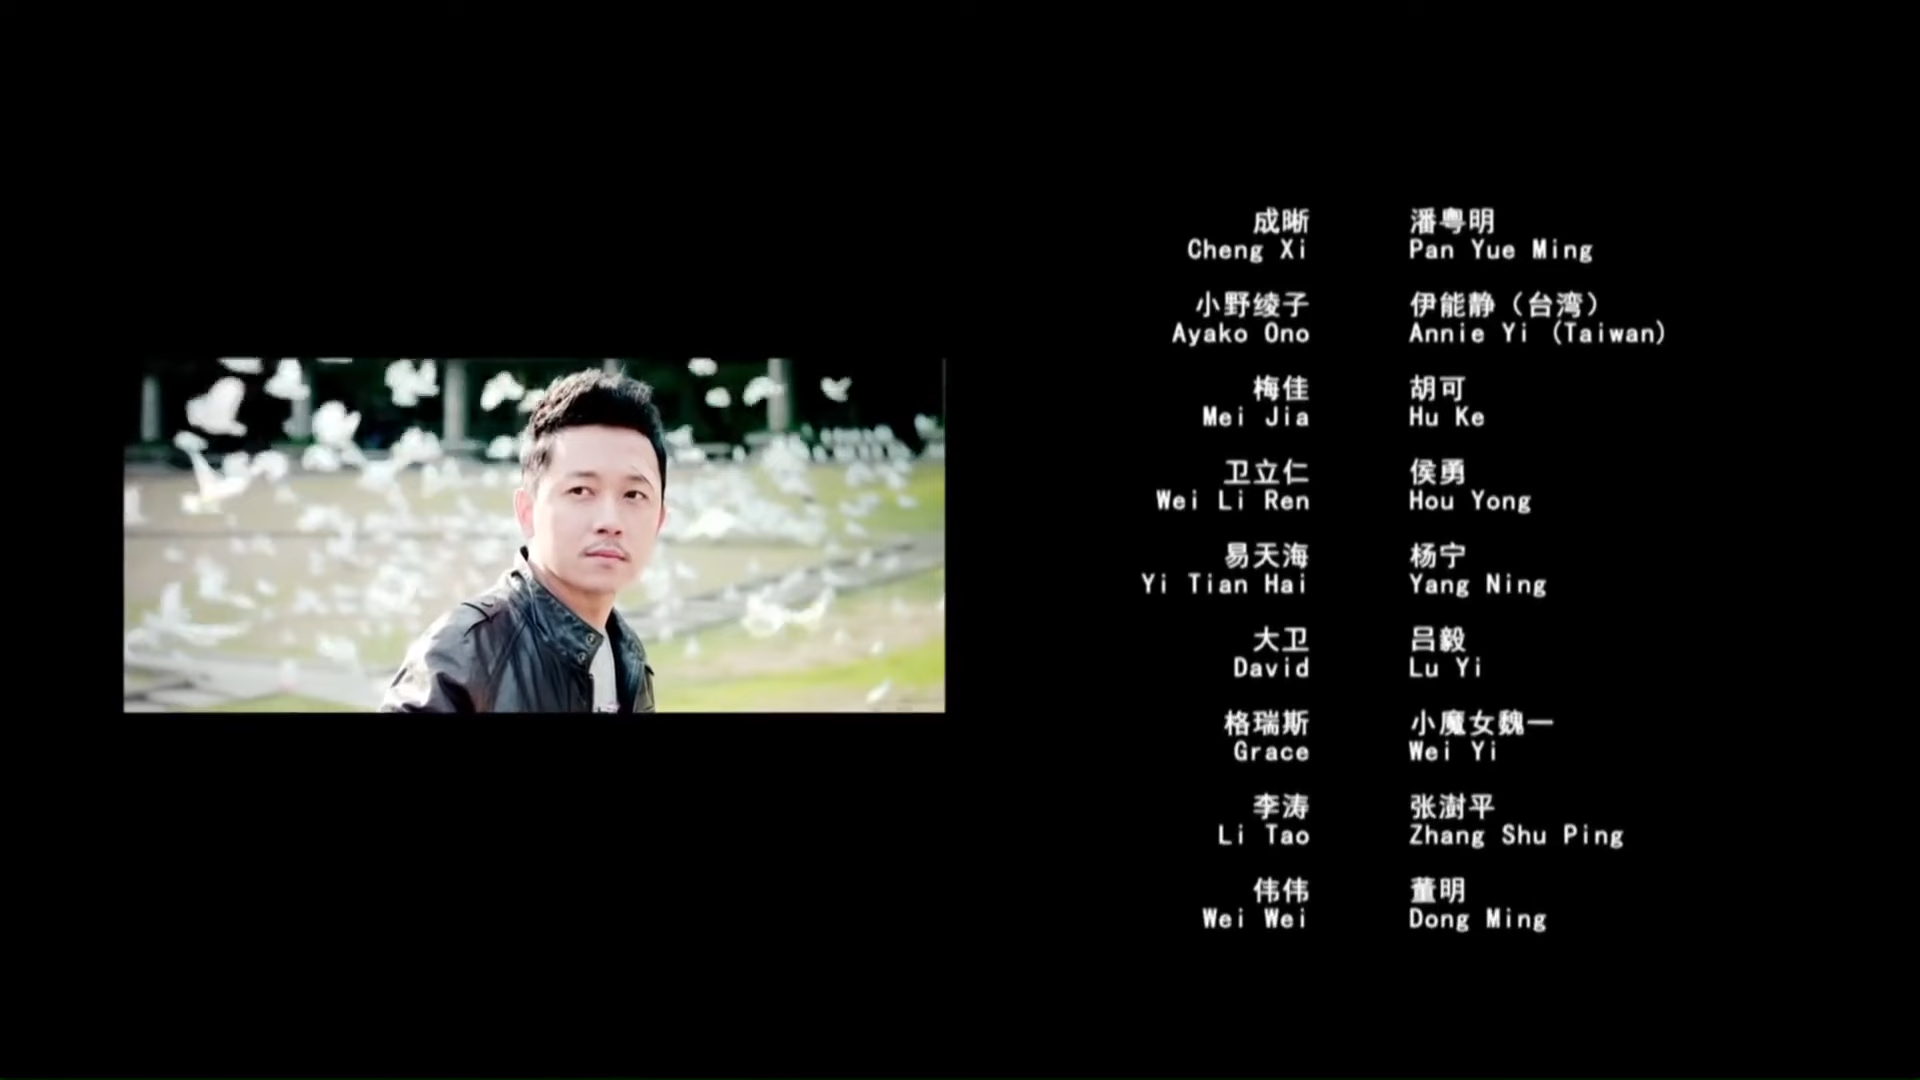 成晰 潘粤明
Cheng Xi Pan Yue Ming
小野绫子 伊能静（台湾）
Ayako Ono Annie Yi (Taiwan)
梅佳 胡可
Mei Jia Hu Ke
卫立仁 侯勇
Wei Li Ren Hou Yong
易天海 杨宁
Yi Tian Hai Yang Ning
大卫 吕毅
David Lu Yi
格瑞斯 小魔女魏一
Grace Wei Yi
李涛 张澍平
Li Tao Zhang Shu Ping
伟伟 董明
Wei Wei Dong Ming